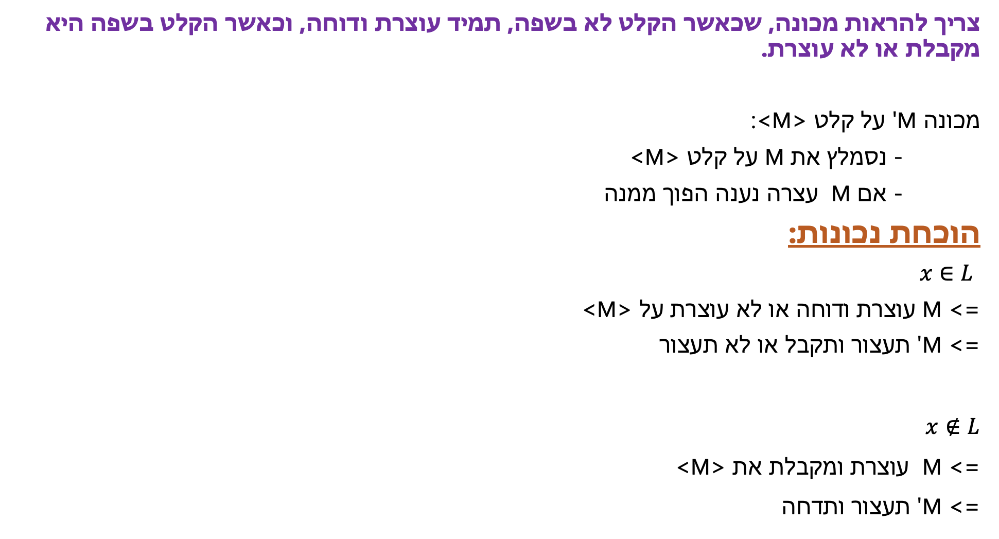 צריך להראות מכונה, שכאשר הקלט לא בשפה, תמיד עוצרת ודוחה, וכאשר הקלט בשפה היא
מקבלת או לא עוצרת.
מכונה M' על קלט <M>:
- נסמלץ את M על קלט <M>
- אם M עצרה נענה הפוך ממנה
הוכחת נכונות:
x ∈ L
=> M עוצרת ודוחה או לא עוצרת על <M>
=> M' תעצור ותקבל או לא תעצור
x ∉ L
=> M עוצרת ומקבלת את <M>
=> M' תעצור ותדחה